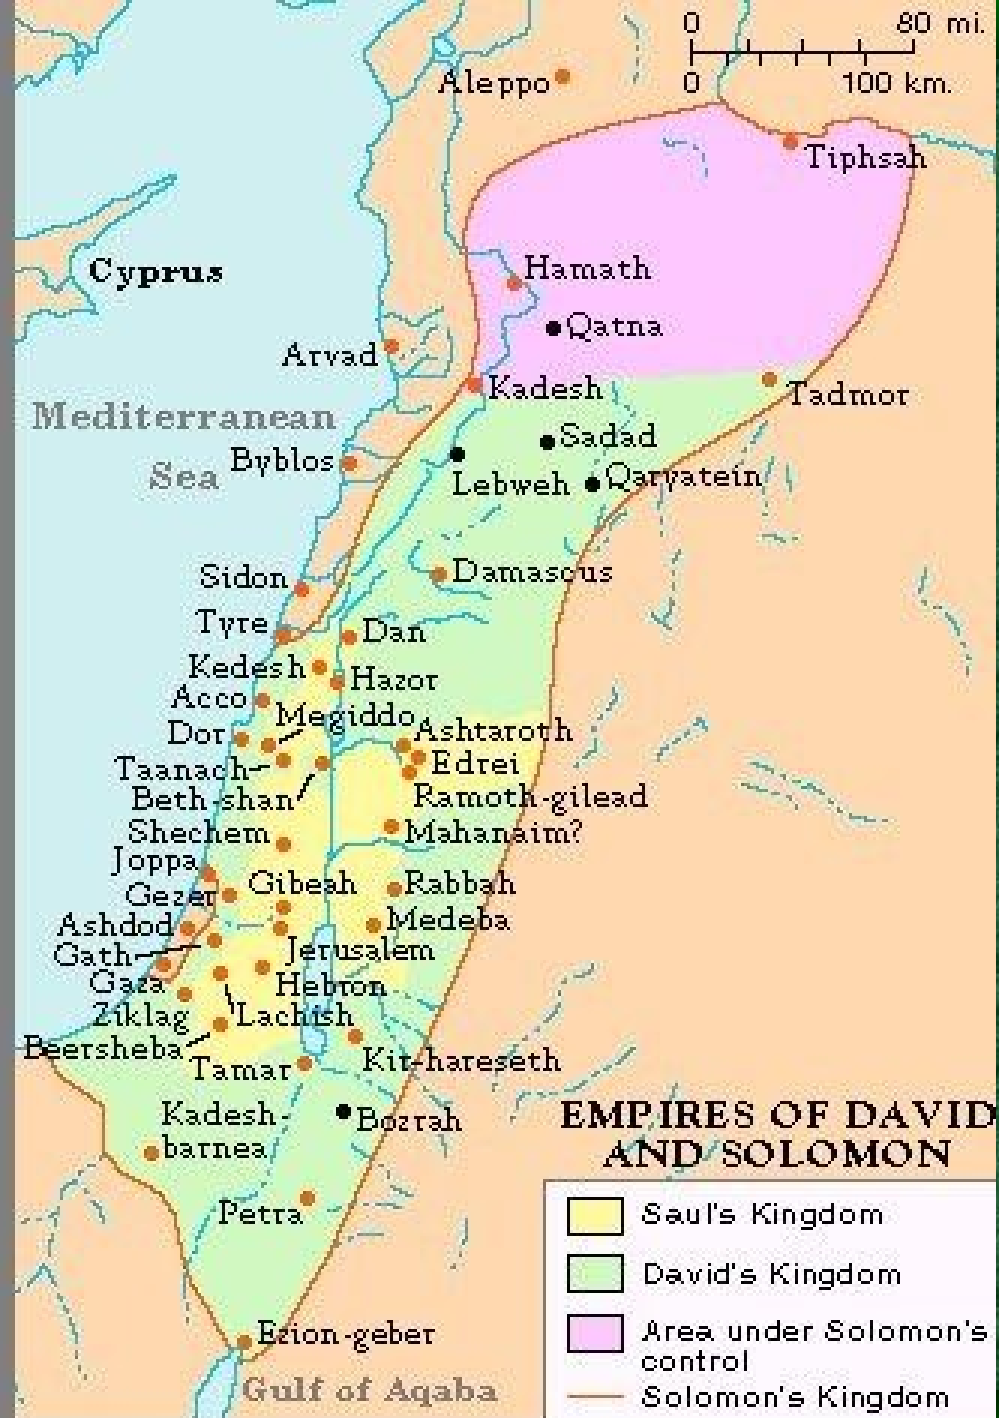 0 80 mi.
0 100 km.
Aleppo
Tiphsah
Cyprus
Hamath
Qatna
Arvad
Kadesh
Tadmor
Mediterranean
Sea
Byblos
Sadad
Lebweh
Qaryatein
Sidon
Damascus
Tyre
Dan
Kedesh
Hazor
Acco
Megiddo
Dor
Ashtaroth
Taanach
Edrei
Beth-shan
Ramoth-gilead
Shechem
Mahanaim?
Joppa
Gezer
Gibeah
Rabbah
Ashdod
Medeba
Gath
Jerusalem
Gaza
Hebron
Ziklag
Lachish
Beersheba
Tamar
Kir-hareseth
Kadesh-
barnea
Bozrah
Petra
Ezion-geber
Gulf of Aqaba
EMPIRES OF DAVID
AND SOLOMON
Saul's Kingdom
David's Kingdom
Area under Solomon's
control
Solomon's Kingdom